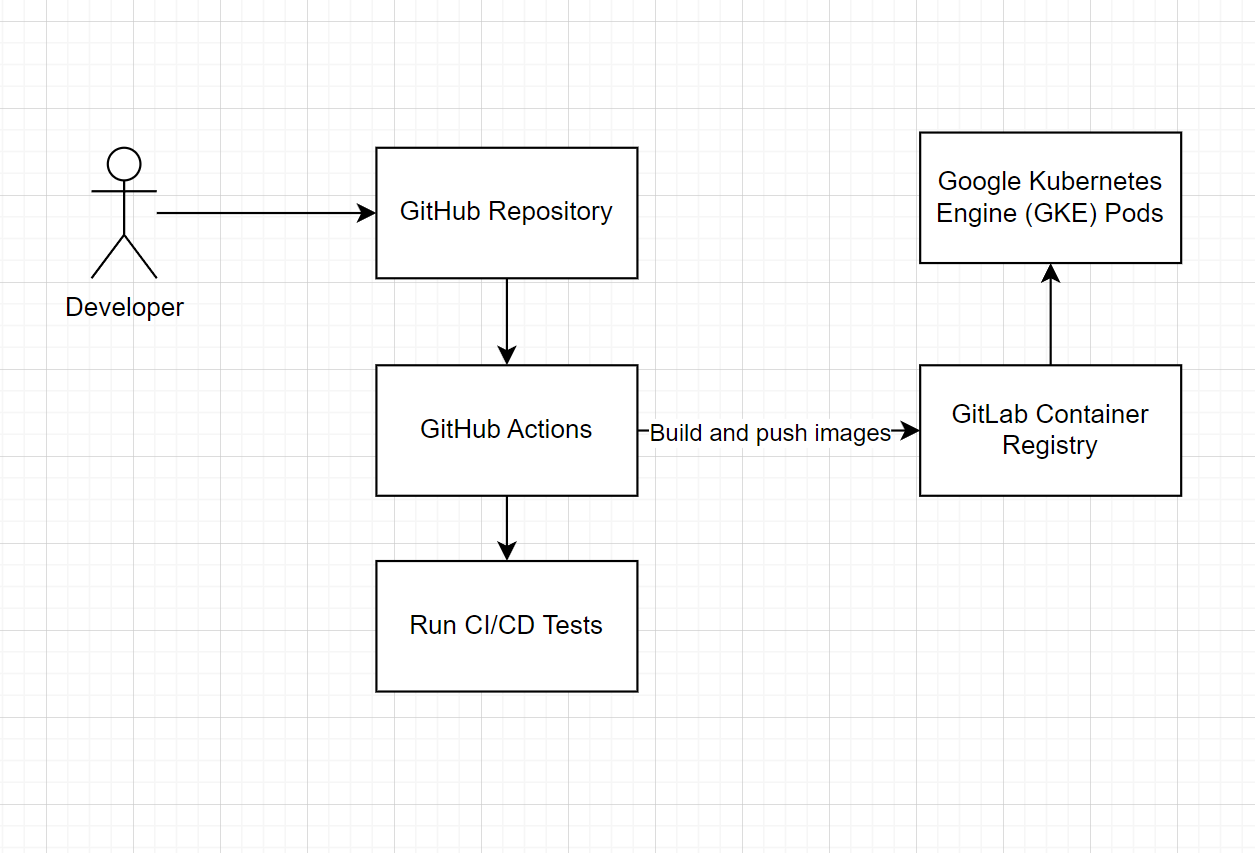 Developer
GitHub Repository
GitHub Actions
Run CI/CD Tests
Build and push images
Google Kubernetes
Engine (GKE) Pods
GitLab Container
Registry